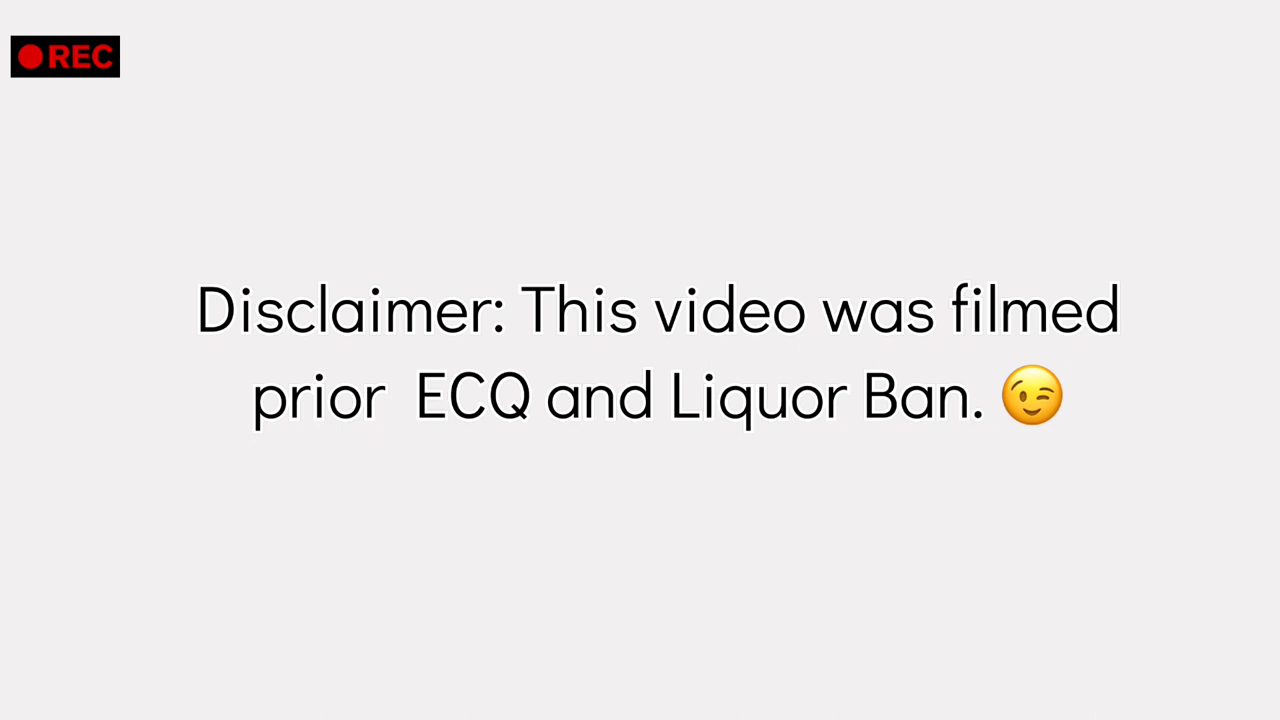 REC
Disclaimer: This video was filmed
prior ECQ and Liquor Ban. 😉